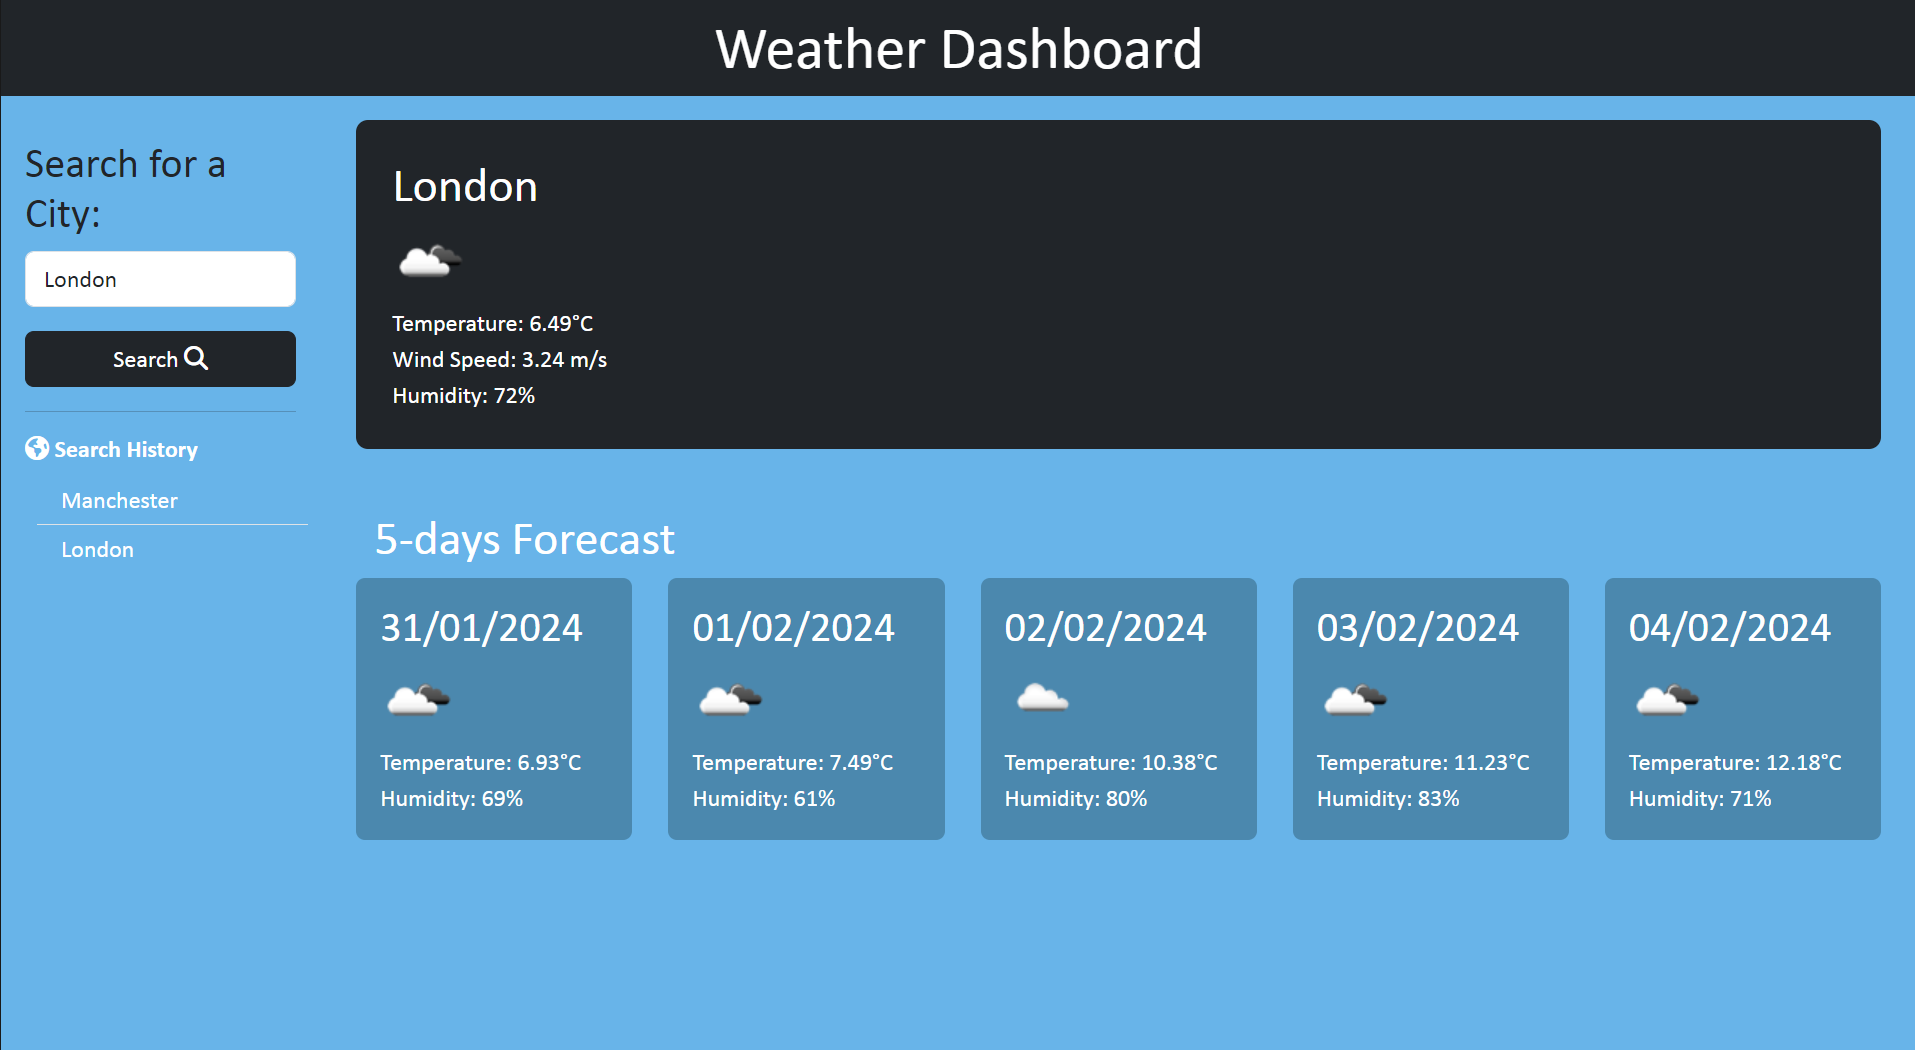 Weather Dashboard
Search for a
City:
London
Search
Search History
Manchester
London
London
Temperature: 6.49°C
Wind Speed: 3.24 m/s
Humidity: 72%
5-days Forecast
31/01/2024
Temperature: 6.93°C
Humidity: 69%
01/02/2024
Temperature: 7.49°C
Humidity: 61%
02/02/2024
Temperature: 10.38°C
Humidity: 80%
03/02/2024
Temperature: 11.23°C
Humidity: 83%
04/02/2024
Temperature: 12.18°C
Humidity: 71%